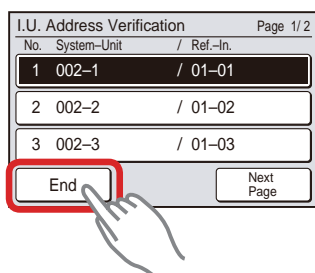 I.U. Address Verification Page 1/2
No. System–Unit / Ref.–In.
1 002–1 / 01–01
2 002–2 / 01–02
3 002–3 / 01–03
End
Next
Page